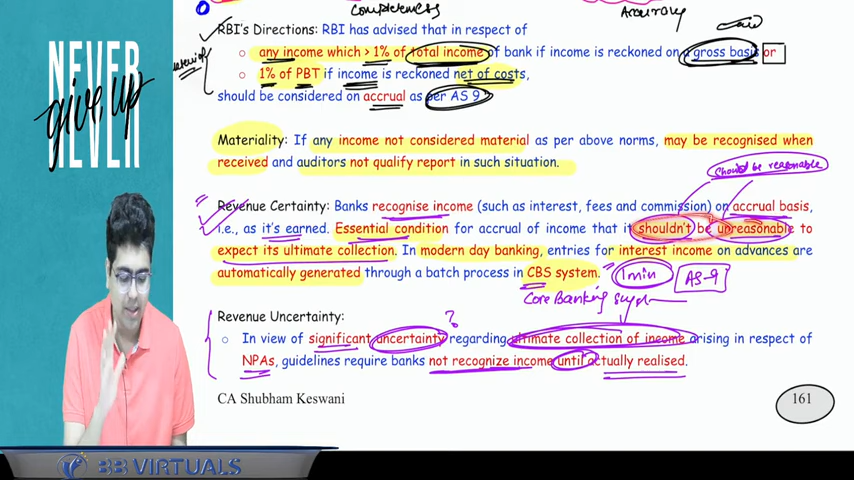 Completeness
Accuracy
RBI's Directions: RBI has advised that in respect of
any income which > 1% of total income of bank if income is reckoned on a gross basis or
1% of PBT if income is reckoned net of costs,
should be considered on accrual as per AS 9.
Materiality: If any income not considered material as per above norms, may be recognised when
received and auditors not qualify report in such situation.
should be reasonable
Revenue Certainty: Banks recognise income (such as interest, fees and commission) on accrual basis,
i.e., as it's earned. Essential condition for accrual of income that it shouldn't be unreasonable to
expect its ultimate collection. In modern day banking, entries for interest income on advances are
automatically generated through a batch process in CBS system.
1min
AS-9
Core Banking
Revenue Uncertainty:
?
In view of significant uncertainty regarding ultimate collection of income arising in respect of
NPAs, guidelines require banks not recognize income until actually realised.
CA Shubham Keswani
161
NEVER
give up
NEVER
BB VIRTUALS